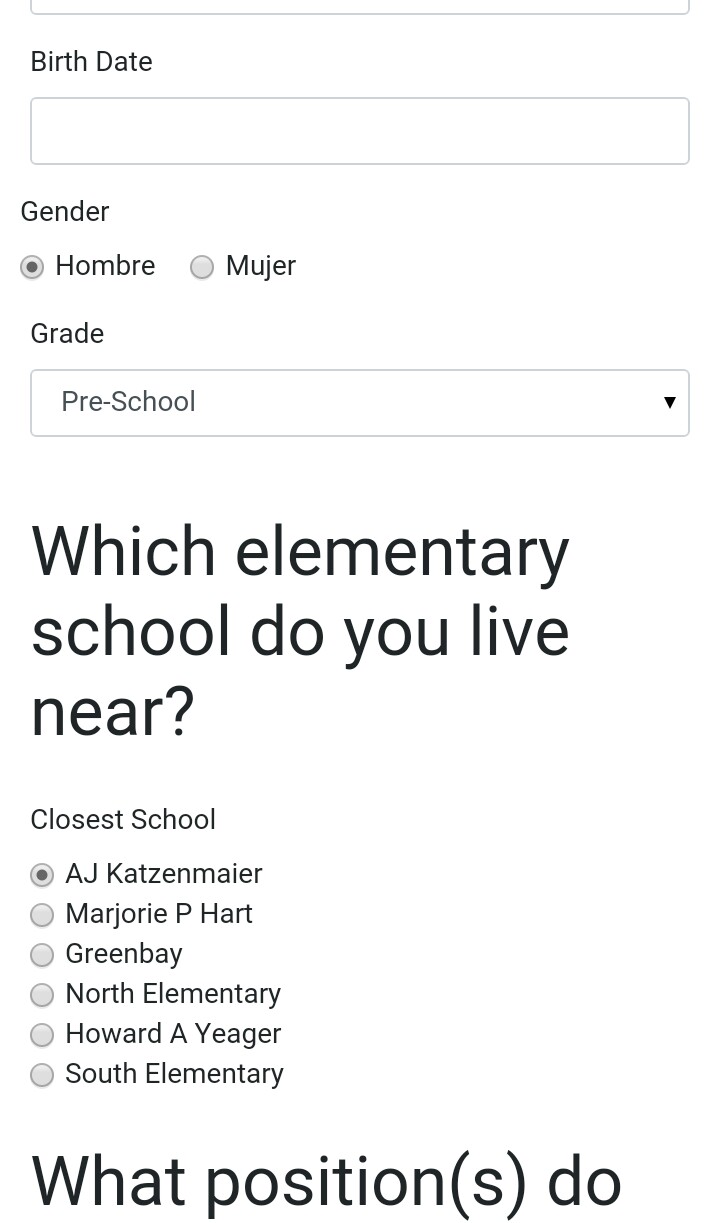 Birth Date
Gender
Hombre Mujer
Grade
Pre-School
Which elementary
school do you live
near?
Closest School
AJ Katzenmaier
Marjorie P Hart
Greenbay
North Elementary
Howard A Yeager
South Elementary
What position(s) do